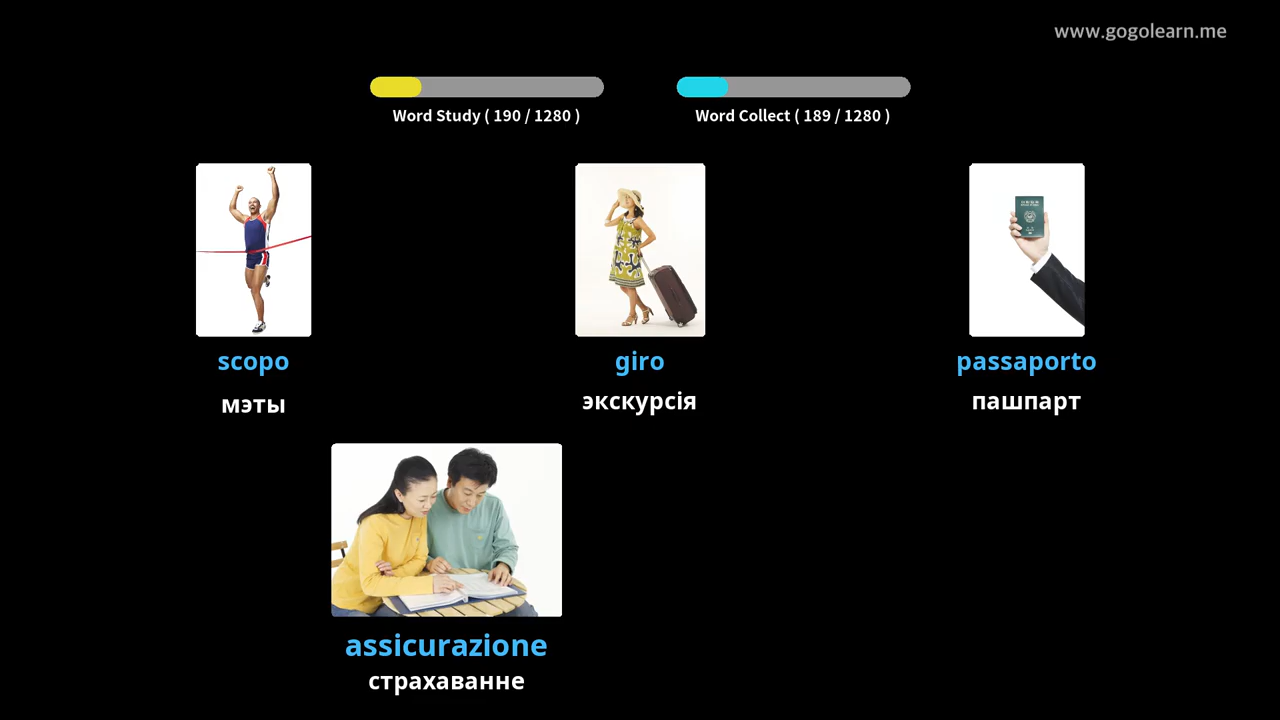 www.gogolearn.me
Word Study ( 190 / 1280 )
Word Collect ( 189 / 1280 )
scopo
giro
passaporto
мэты
экскурсія
пашпарт
assicurazione
страхаванне